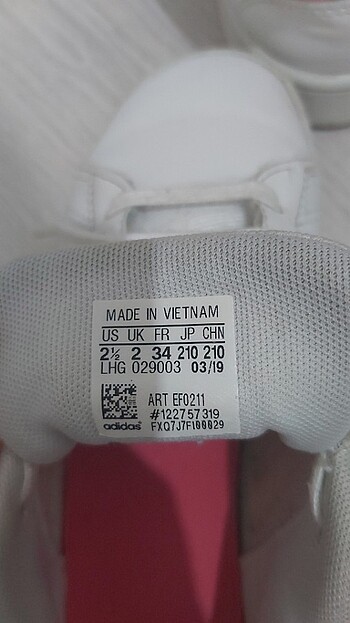 MADE IN VIETNAM
US UK FR JP CHN
2½ 2 34 210 210
LHG 029003 03/19
ART EF0211
#122757319
adidas FXQ7J7F100029